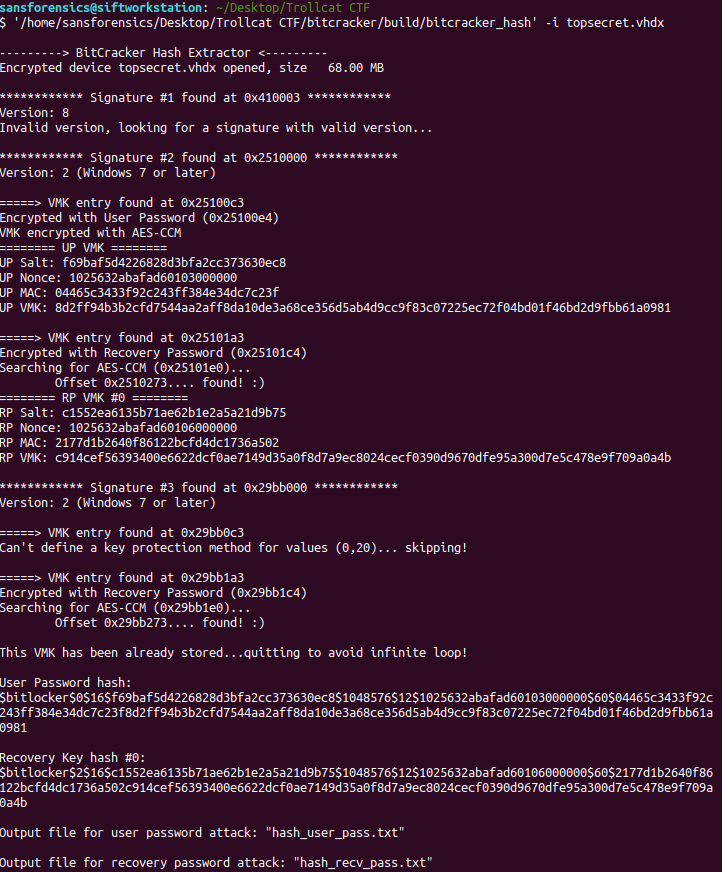 sansforensics@siftworkstation: ~/Desktop/Trollcat CTF
$ '/home/sansforensics/Desktop/Trollcat CTF/bitcracker/build/bitcracker_hash' -i topsecret.vhdx
---------> BitCracker Hash Extractor <---------
Encrypted device topsecret.vhdx opened, size   68.00 MB
************ Signature #1 found at 0x410003 ************
Version: 8
Invalid version, looking for a signature with valid version...
************ Signature #2 found at 0x2510000 ************
Version: 2 (Windows 7 or later)
=====> VMK entry found at 0x25100c3
Encrypted with User Password (0x25100e4)
VMK encrypted with AES-CCM
======== UP VMK ========
UP Salt: f69baf5d4226828d3bfa2cc373630ec8
UP Nonce: 1025632abafad60103000000
UP MAC: 04465c3433f92c243ff384e34dc7c23f
UP VMK: 8d2ff94b3b2cfd7544aa2aff8da10de3a68ce356d5ab4d9cc9f83c07225ec72f04bd01f46bd2d9fbb61a0981
=====> VMK entry found at 0x25101a3
Encrypted with Recovery Password (0x25101c4)
Searching for AES-CCM (0x25101e0)...
        Offset 0x2510273.... found! :)
======== RP VMK #0 ========
RP Salt: c1552ea6135b71ae62b1e2a5a21d9b75
RP Nonce: 1025632abafad60106000000
RP MAC: 2177d1b2640f86122bcfd4dc1736a502
RP VMK: c914cef56393400e6622dcf0ae7149d35a0f8d7a9ec8024cecf0390d9670dfe95a300d7e5c478e9f709a0a4b
************ Signature #3 found at 0x29bb000 ************
Version: 2 (Windows 7 or later)
=====> VMK entry found at 0x29bb0c3
Can't define a key protection method for values (0,20)... skipping!
=====> VMK entry found at 0x29bb1a3
Encrypted with Recovery Password (0x29bb1c4)
Searching for AES-CCM (0x29bb1e0)...
        Offset 0x29bb273.... found! :)
This VMK has been already stored...quitting to avoid infinite loop!
User Password hash:
$bitlocker$0$16$f69baf5d4226828d3bfa2cc373630ec8$1048576$12$1025632abafad60103000000$60$04465c3433f92c
243ff384e34dc7c23f8d2ff94b3b2cfd7544aa2aff8da10de3a68ce356d5ab4d9cc9f83c07225ec72f04bd01f46bd2d9fbb61a
0981
Recovery Key hash #0:
$bitlocker$2$16$c1552ea6135b71ae62b1e2a5a21d9b75$1048576$12$1025632abafad60106000000$60$2177d1b2640f86
122bcfd4dc1736a502c914cef56393400e6622dcf0ae7149d35a0f8d7a9ec8024cecf0390d9670dfe95a300d7e5c478e9f709a
0a4b
Output file for user password attack: "hash_user_pass.txt"
Output file for recovery password attack: "hash_recv_pass.txt"